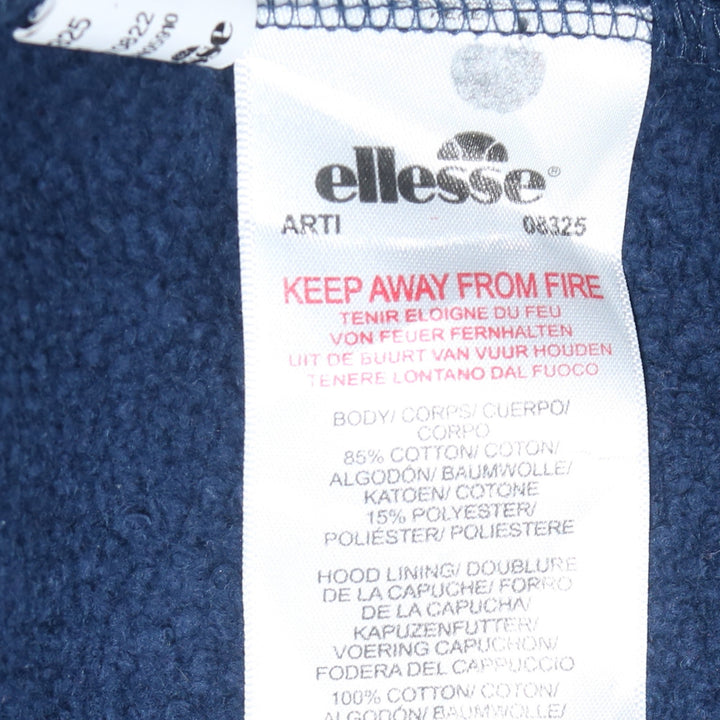 ellesse®
ARTI 08325
KEEP AWAY FROM FIRE
TENIR ELOIGNE DU FEU
VON FEUER FERNHALTEN
UIT DE BUURT VAN VUUR HOUDEN
TENERE LONTANO DAL FUOCO
BODY/ CORPS/ CUERPO/
CORPO
85% COTTON/ COTON/
ALGODÓN/ BAUMWOLLE/
KATOEN/ COTONE
15% POLYESTER/
POLIÉSTER/ POLIESTERE
HOOD LINING/ DOUBLURE
DE LA CAPUCHE/ FORRO
DE LA CAPUCHA/
KAPUZENFUTTER/
VOERING CAPUCHON/
FODERA DEL CAPPUCCIO
100% COTTON/ COTON/
ALGODÓN/ BAUMWOLLE/